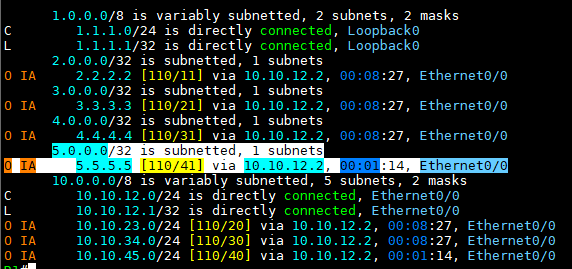 1.0.0.0/8 is variably subnetted, 2 subnets, 2 masks
C 1.1.1.0/24 is directly connected, Loopback0
L 1.1.1.1/32 is directly connected, Loopback0
2.0.0.0/32 is subnetted, 1 subnets
O IA 2.2.2.2 [110/11] via 10.10.12.2, 00:08:27, Ethernet0/0
3.0.0.0/32 is subnetted, 1 subnets
O IA 3.3.3.3 [110/21] via 10.10.12.2, 00:08:27, Ethernet0/0
4.0.0.0/32 is subnetted, 1 subnets
O IA 4.4.4.4 [110/31] via 10.10.12.2, 00:08:27, Ethernet0/0
5.0.0.0/32 is subnetted, 1 subnets
O IA 5.5.5.5 [110/41] via 10.10.12.2, 00:01:14, Ethernet0/0
10.0.0.0/8 is variably subnetted, 5 subnets, 2 masks
C 10.10.12.0/24 is directly connected, Ethernet0/0
L 10.10.12.1/32 is directly connected, Ethernet0/0
O IA 10.10.23.0/24 [110/20] via 10.10.12.2, 00:08:27, Ethernet0/0
O IA 10.10.34.0/24 [110/30] via 10.10.12.2, 00:08:27, Ethernet0/0
O IA 10.10.45.0/24 [110/40] via 10.10.12.2, 00:01:14, Ethernet0/0
R1#